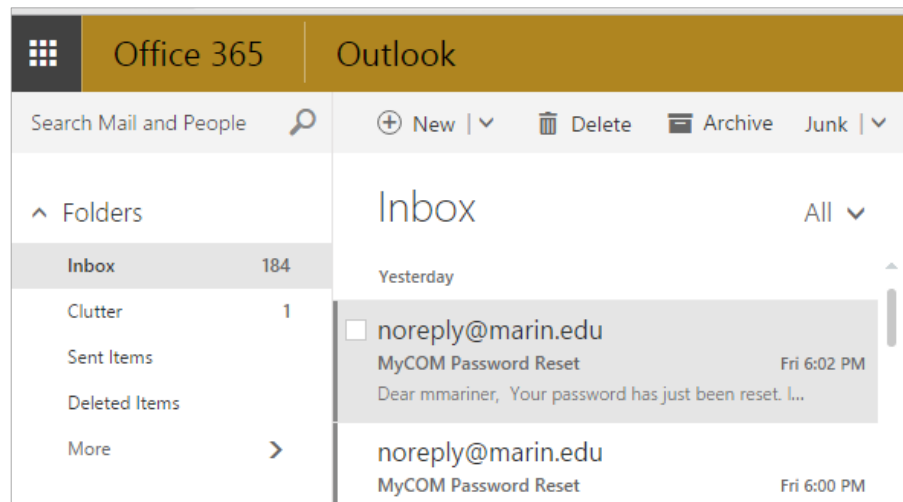 Office 365 Outlook
Search Mail and People
New Delete Archive Junk
Folders
Inbox 184
Clutter 1
Sent Items
Deleted Items
More
Inbox All
Yesterday
noreply@marin.edu
MyCOM Password Reset Fri 6:02 PM
Dear mmariner, Your password has just been reset. I...
noreply@marin.edu
MyCOM Password Reset Fri 6:00 PM